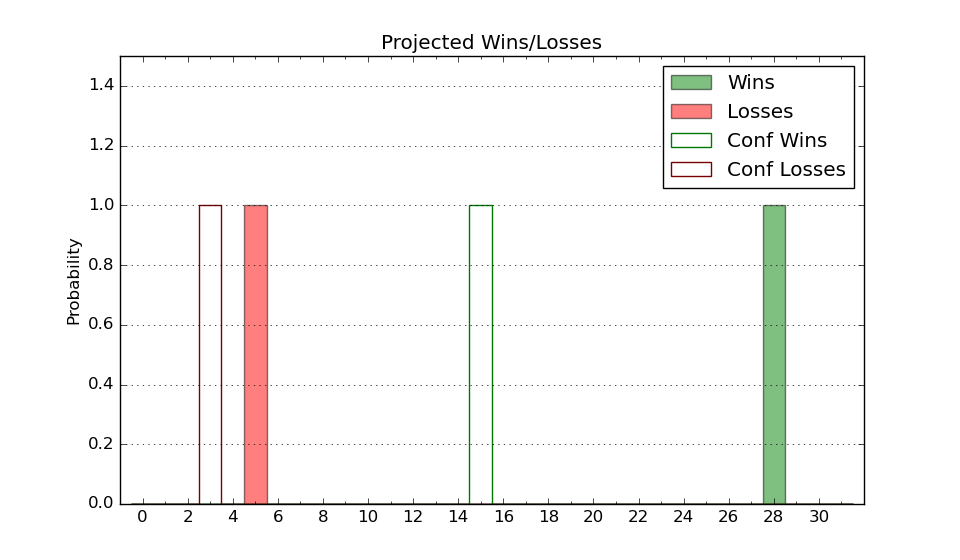 Projected Wins/Losses
Wins
Losses
Conf Wins
Conf Losses
Probability
1.4
1.2
1.0
0.8
0.6
0.4
0.2
0.0
0 2 4 6 8 10 12 14 16 18 20 22 24 26 28 30